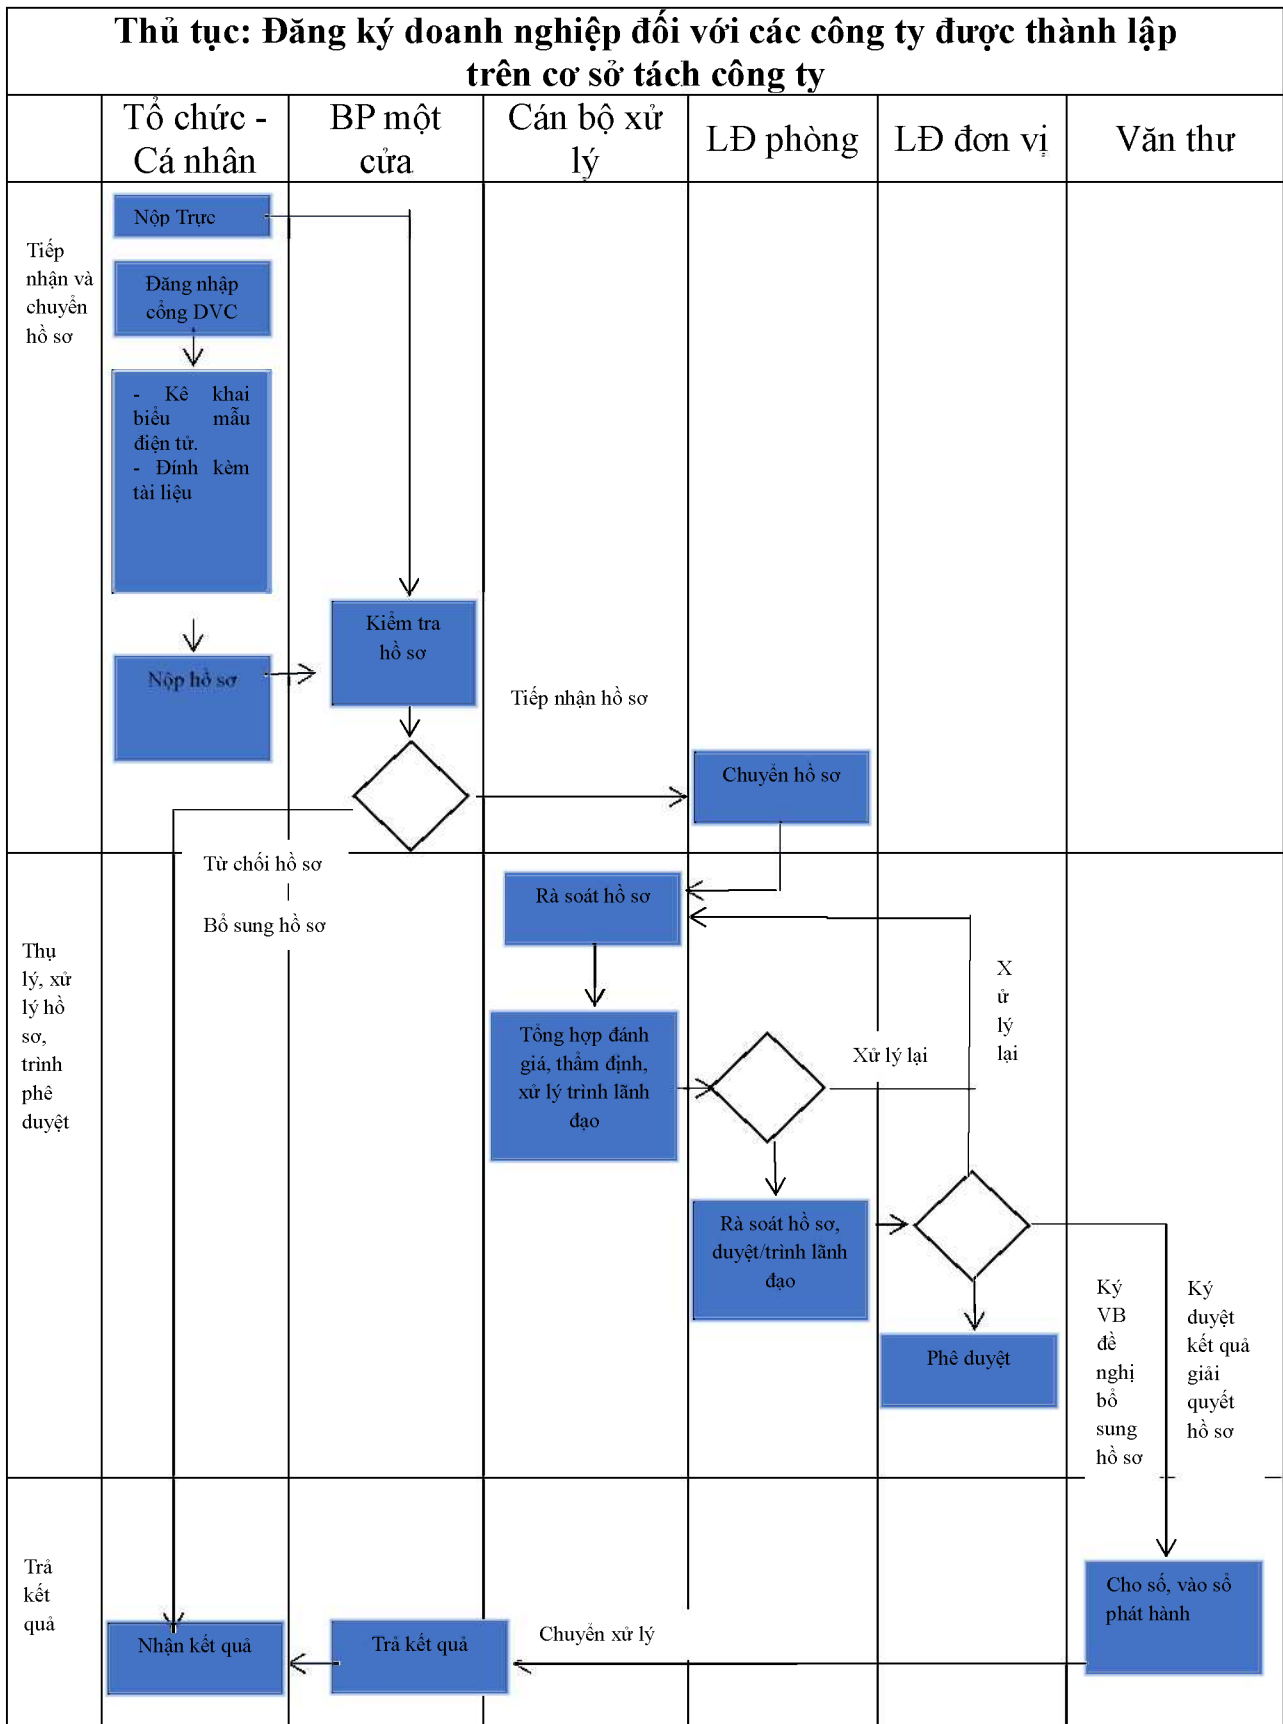 Thủ tục: Đăng ký doanh nghiệp đối với các công ty được thành lập
trên cơ sở tách công ty
Tổ chức -
Cá nhân
BP một
cửa
Cán bộ xử
lý
LĐ phòng
LĐ đơn vị
Văn thư
Tiếp
nhận và
chuyển
hồ sơ
Nộp Trực
Đăng nhập
cổng DVC
- Kê khai
biểu mẫu
điện tử.
- Đính kèm
tài liệu
Nộp hồ sơ
Kiểm tra
hồ sơ
Tiếp nhận hồ sơ
Chuyển hồ sơ
Từ chối hồ sơ
Bổ sung hồ sơ
Thụ
lý, xử
lý hồ
sơ,
trình
phê
duyệt
Rà soát hồ sơ
Tổng hợp đánh
giá, thẩm định,
xử lý trình lãnh
đạo
Xử lý lại
X
ử
lý
lại
Rà soát hồ sơ,
duyệt/trình lãnh
đạo
Phê duyệt
Ký
VB
đề
nghị
bổ
sung
hồ sơ
Ký
duyệt
kết quả
giải
quyết
hồ sơ
Trả
kết
quả
Nhận kết quả
Trả kết quả
Chuyển xử lý
Cho số, vào sổ
phát hành